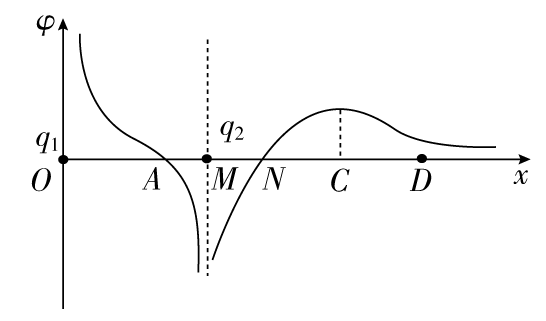 φ
q₁ q₂
O A M N C D x